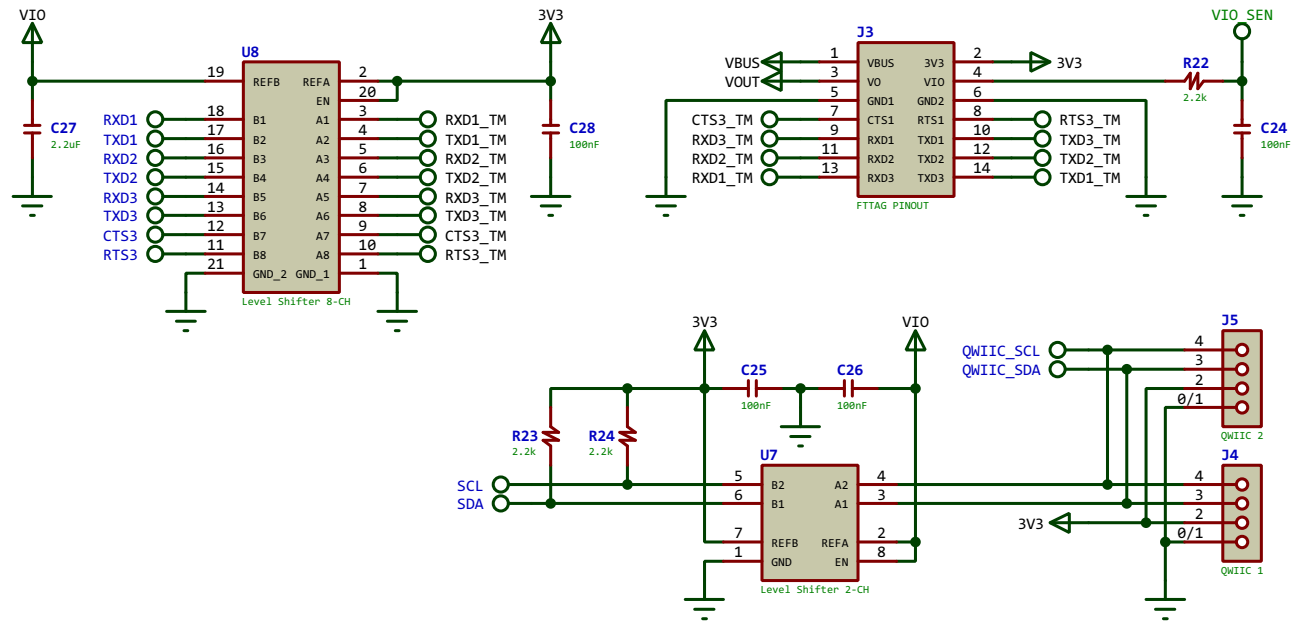 VIO
3V3
U8
19 REFB REFA 2
EN 20
RXD1 18 B1 A1 3 RXD1_TM
TXD1 17 B2 A2 4 TXD1_TM
RXD2 16 B3 A3 5 RXD2_TM
TXD2 15 B4 A4 6 TXD2_TM
RXD3 14 B5 A5 7 RXD3_TM
TXD3 13 B6 A6 8 TXD3_TM
CTS3 12 B7 A7 9 CTS3_TM
RTS3 11 B8 A8 10 RTS3_TM
21 GND_2 GND_1 1
Level Shifter 8-CH
C27
2.2uF
C28
100nF
J3
VBUS 1 VBUS 3V3 2 3V3
VOUT 3 VO VIO 4
5 GND1 GND2 6
CTS3_TM 7 CTS1 RTS1 8 RTS3_TM
RXD3_TM 9 RXD1 TXD1 10 TXD3_TM
RXD2_TM 11 RXD2 TXD2 12 TXD2_TM
RXD1_TM 13 RXD3 TXD3 14 TXD1_TM
FTTAG PINOUT
VIO_SEN
R22
2.2k
C24
100nF
3V3
VIO
C25
100nF
C26
100nF
R23
2.2k
R24
2.2k
U7
SCL 5 B2 A2 4
SDA 6 B1 A1 3
7 REFB REFA 2
1 GND EN 8
Level Shifter 2-CH
J5
QWIIC_SCL 4
QWIIC_SDA 3
2
0/1
QWIIC 2
J4
4
3
3V3 2
0/1
QWIIC 1